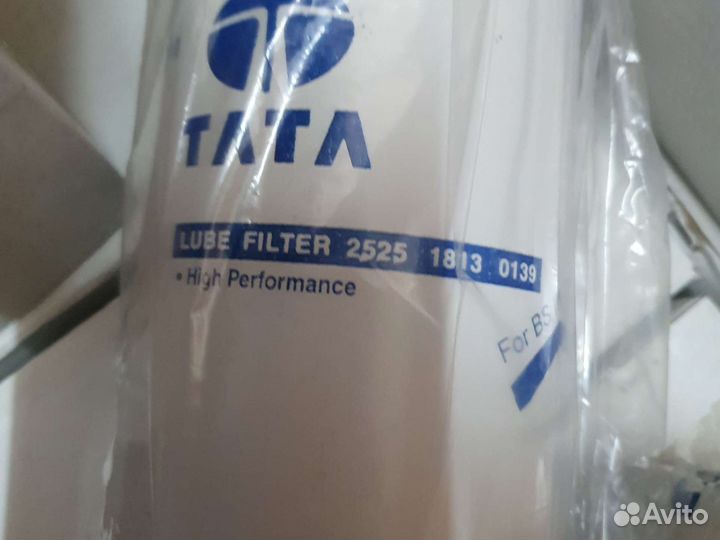 TATA
LUBE FILTER 2525 1813 0139
• High Performance
For BS
Avito